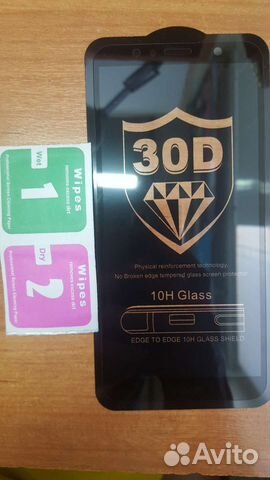 30D
Physical reinforcement technology,
No Broken edge tempered glass screen protector
10H Glass
EDGE TO EDGE 10H GLASS SHIELD
Wet
1
Wipes
Dry
2
Wipes
Avito